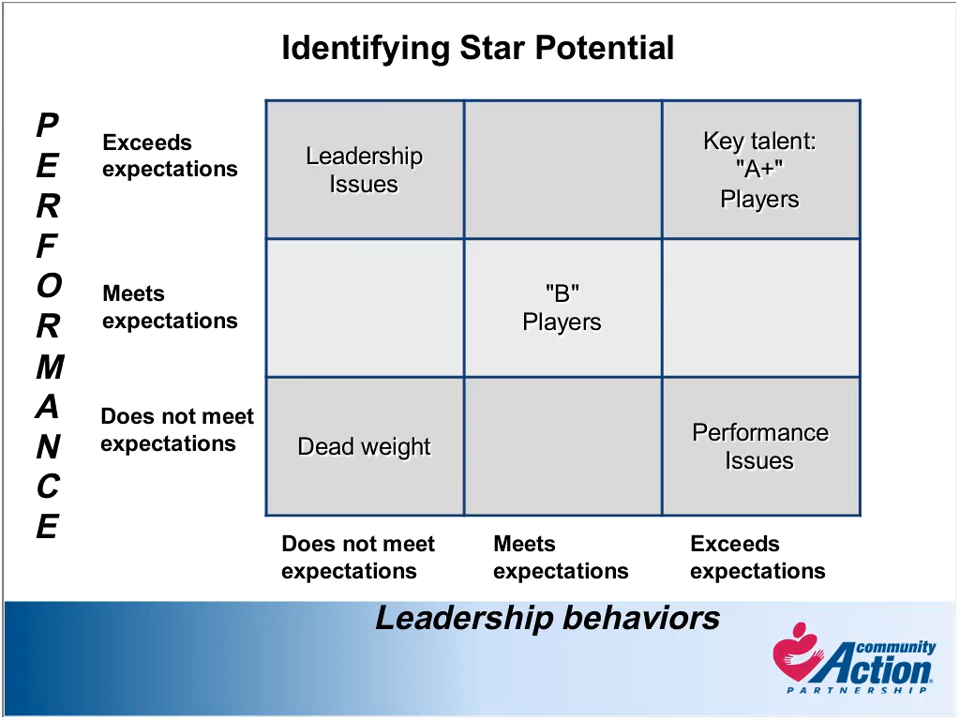 Identifying Star Potential
PERFORMANCE
Exceeds
expectations
Leadership
Issues
Key talent:
"A+"
Players
Meets
expectations
"B"
Players
Does not meet
expectations
Dead weight
Performance
Issues
Does not meet
expectations
Meets
expectations
Exceeds
expectations
Leadership behaviors
community
Action®
PARTNERSHIP